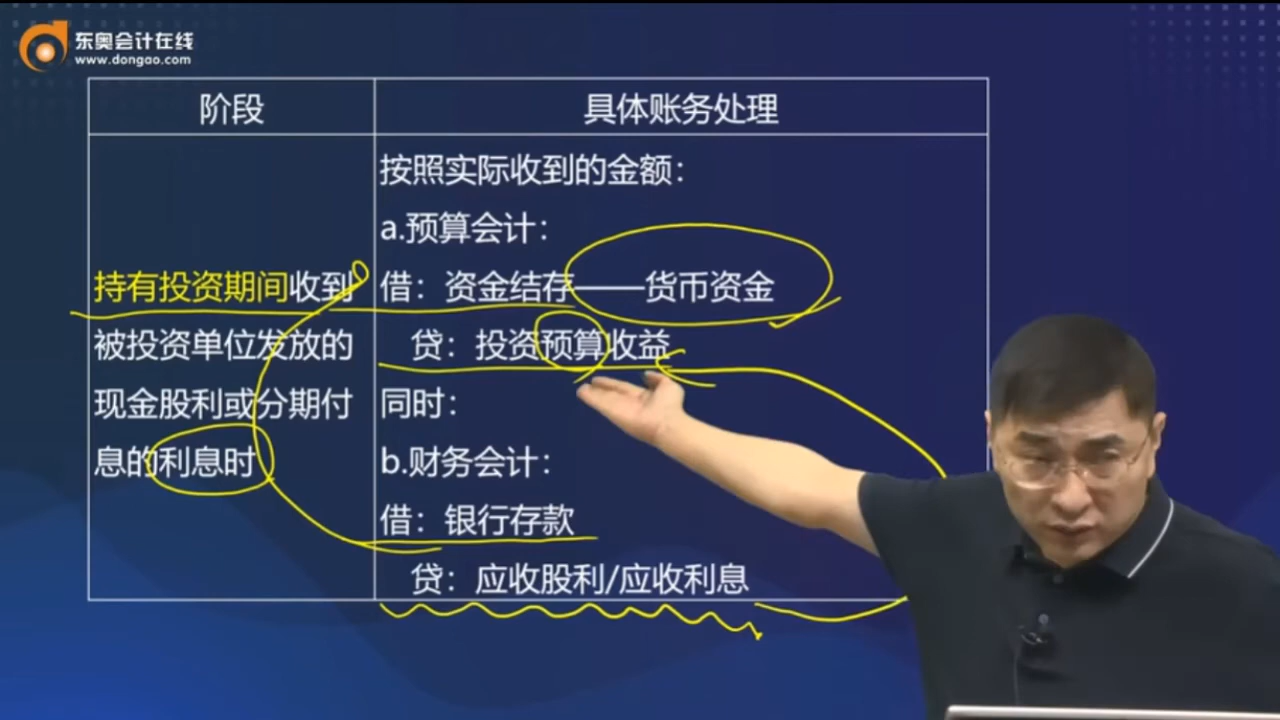 东奥会计在线
www.dongao.com
阶段
具体账务处理
持有投资期间收到
被投资单位发放的
现金股利或分期付
息的利息时
按照实际收到的金额：
a.预算会计：
借：资金结存——货币资金
贷：投资预算收益
同时：
b.财务会计：
借：银行存款
贷：应收股利/应收利息